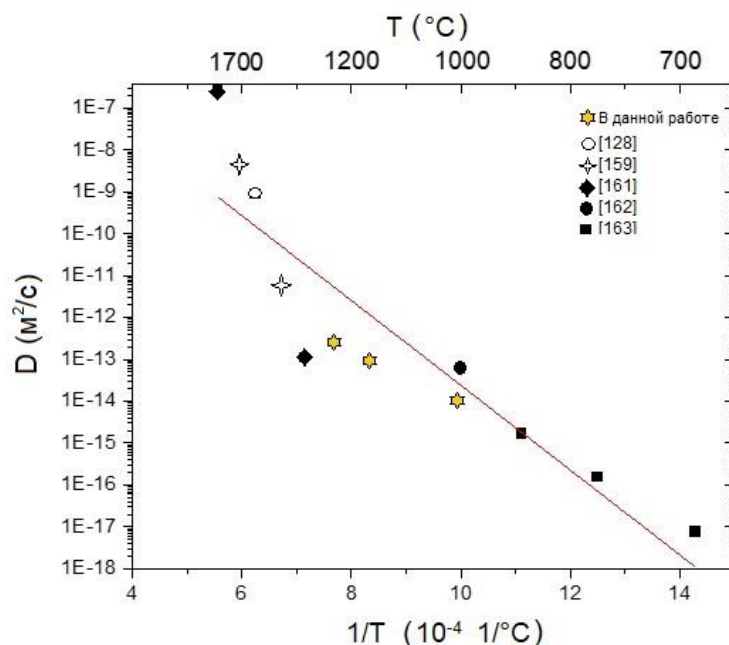 T (°C)
1700 1200 1000 800 700
1E-7
1E-8
1E-9
1E-10
1E-11
1E-12
1E-13
1E-14
1E-15
1E-16
1E-17
1E-18
D (м²/с)
В данной работе
[128]
[159]
[161]
[162]
[163]
4 6 8 10 12 14
1/T (10⁻⁴ 1/°C)